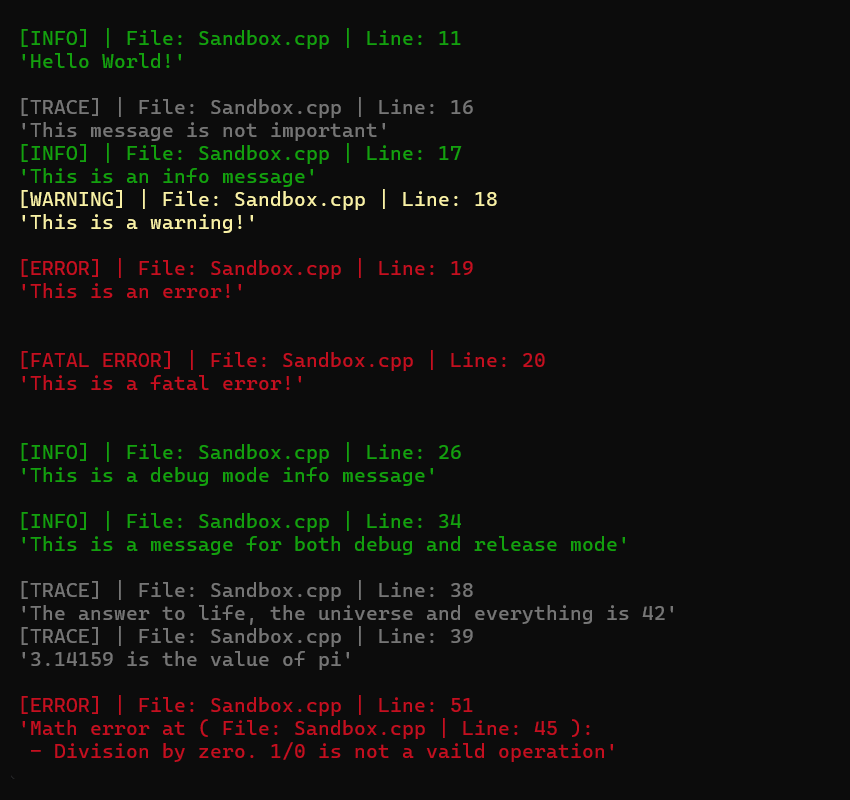 [INFO] | File: Sandbox.cpp | Line: 11
'Hello World!'
[TRACE] | File: Sandbox.cpp | Line: 16
'This message is not important'
[INFO] | File: Sandbox.cpp | Line: 17
'This is an info message'
[WARNING] | File: Sandbox.cpp | Line: 18
'This is a warning!'
[ERROR] | File: Sandbox.cpp | Line: 19
'This is an error!'
[FATAL ERROR] | File: Sandbox.cpp | Line: 20
'This is a fatal error!'
[INFO] | File: Sandbox.cpp | Line: 26
'This is a debug mode info message'
[INFO] | File: Sandbox.cpp | Line: 34
'This is a message for both debug and release mode'
[TRACE] | File: Sandbox.cpp | Line: 38
'The answer to life, the universe and everything is 42'
[TRACE] | File: Sandbox.cpp | Line: 39
'3.14159 is the value of pi'
[ERROR] | File: Sandbox.cpp | Line: 51
'Math error at ( File: Sandbox.cpp | Line: 45 ):
 - Division by zero. 1/0 is not a vaild operation'